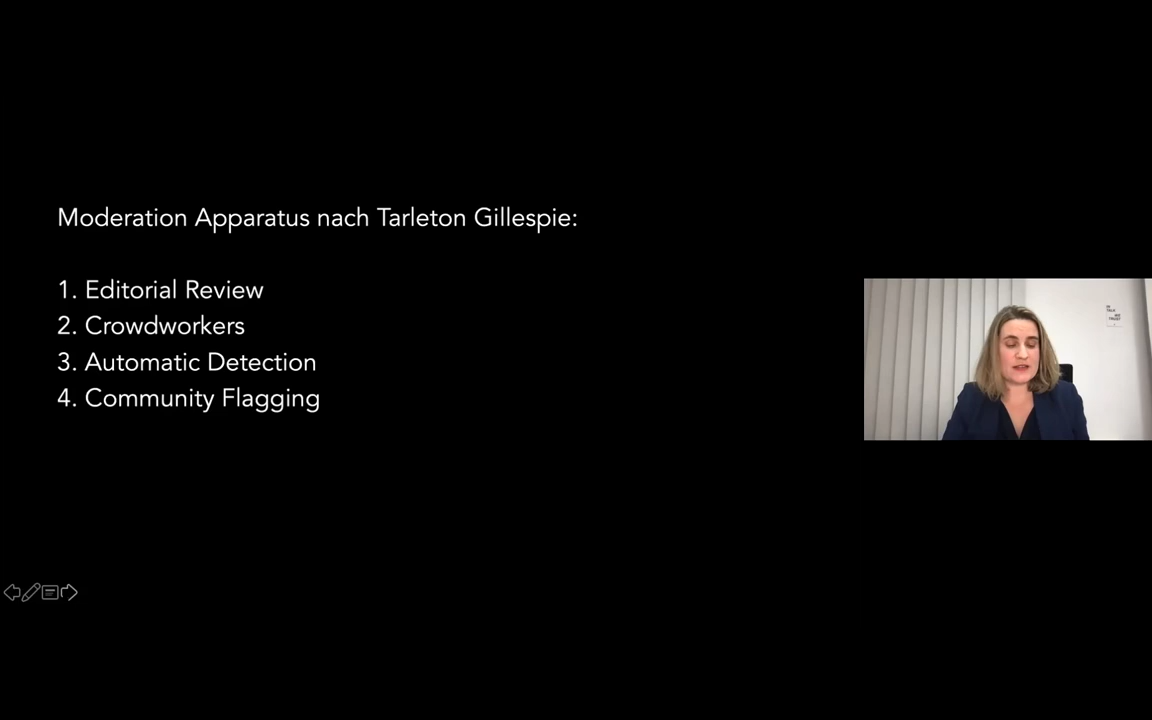 Moderation Apparatus nach Tarleton Gillespie:
1. Editorial Review
2. Crowdworkers
3. Automatic Detection
4. Community Flagging